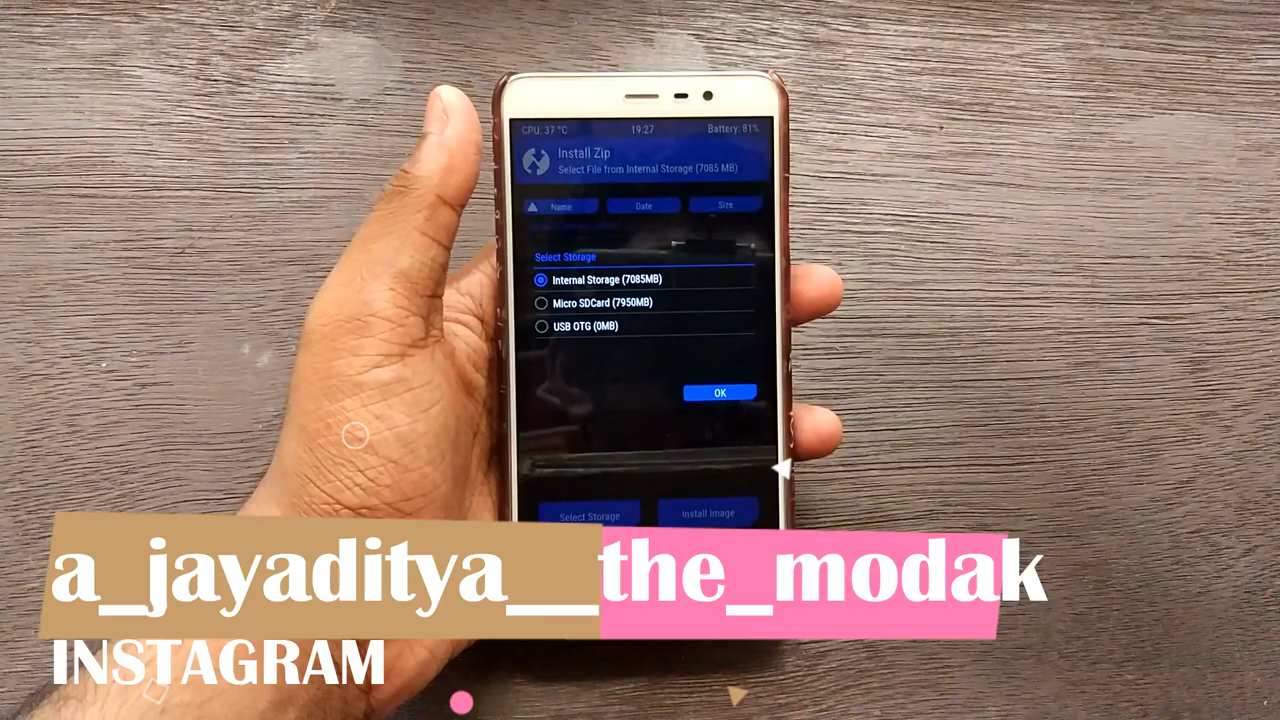 CPU: 37 °C 19:27 Battery: 81%
Install Zip
Select File from Internal Storage (7085 MB)
Name Date Size
Select Storage
Internal Storage (7085MB)
Micro SDCard (7950MB)
USB OTG (0MB)
OK
Select Storage Install Image
a_jayaditya__the_modak
INSTAGRAM